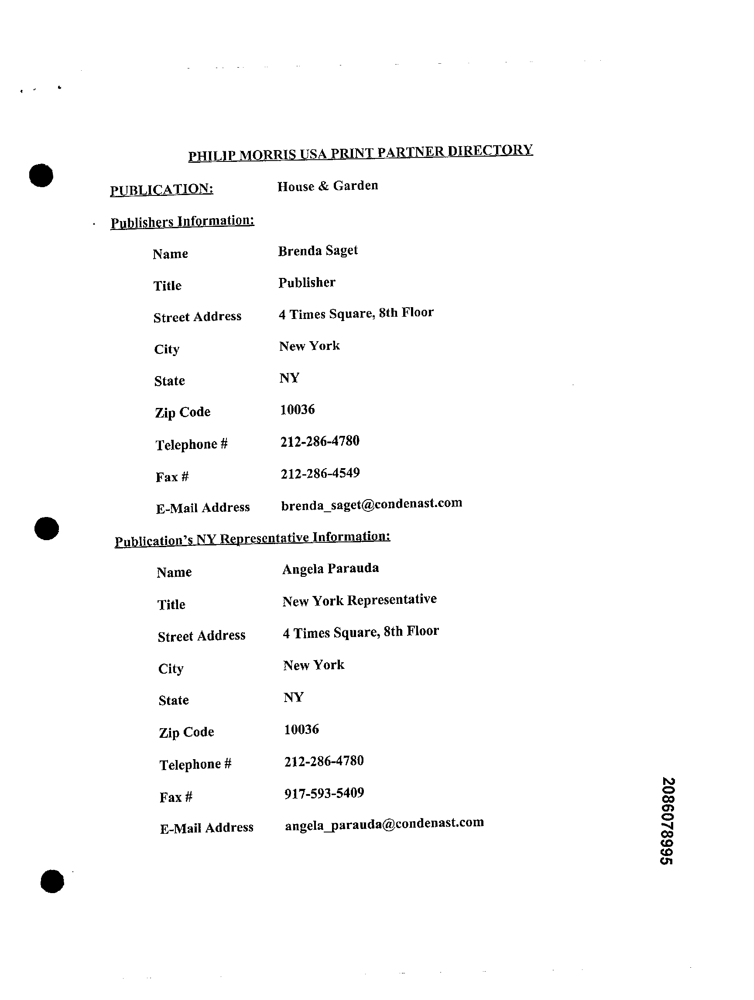 PHILIP MORRIS USA PRINT PARTNER DIRECTORY
PUBLICATION: House & Garden
Publishers Information:
Name Brenda Saget
Title Publisher
Street Address 4 Times Square, 8th Floor
City New York
State NY
Zip Code 10036
Telephone # 212-286-4780
Fax # 212-286-4549
E-Mail Address brenda_saget@condenast.com
Publication's NY Representative Information:
Name Angela Parauda
Title New York Representative
Street Address 4 Times Square, 8th Floor
City New York
State NY
Zip Code 10036
Telephone # 212-286-4780
Fax # 917-593-5409
E-Mail Address angela_parauda@condenast.com
2086078995